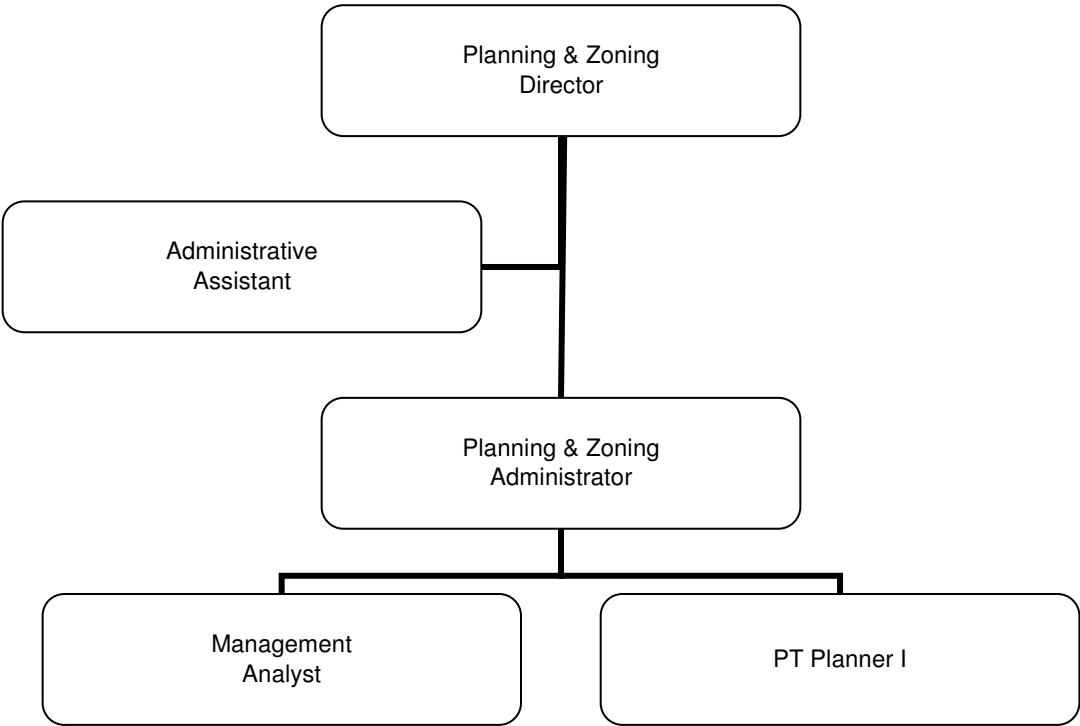 Planning & Zoning
Director
Administrative
Assistant
Planning & Zoning
Administrator
Management
Analyst
PT Planner I